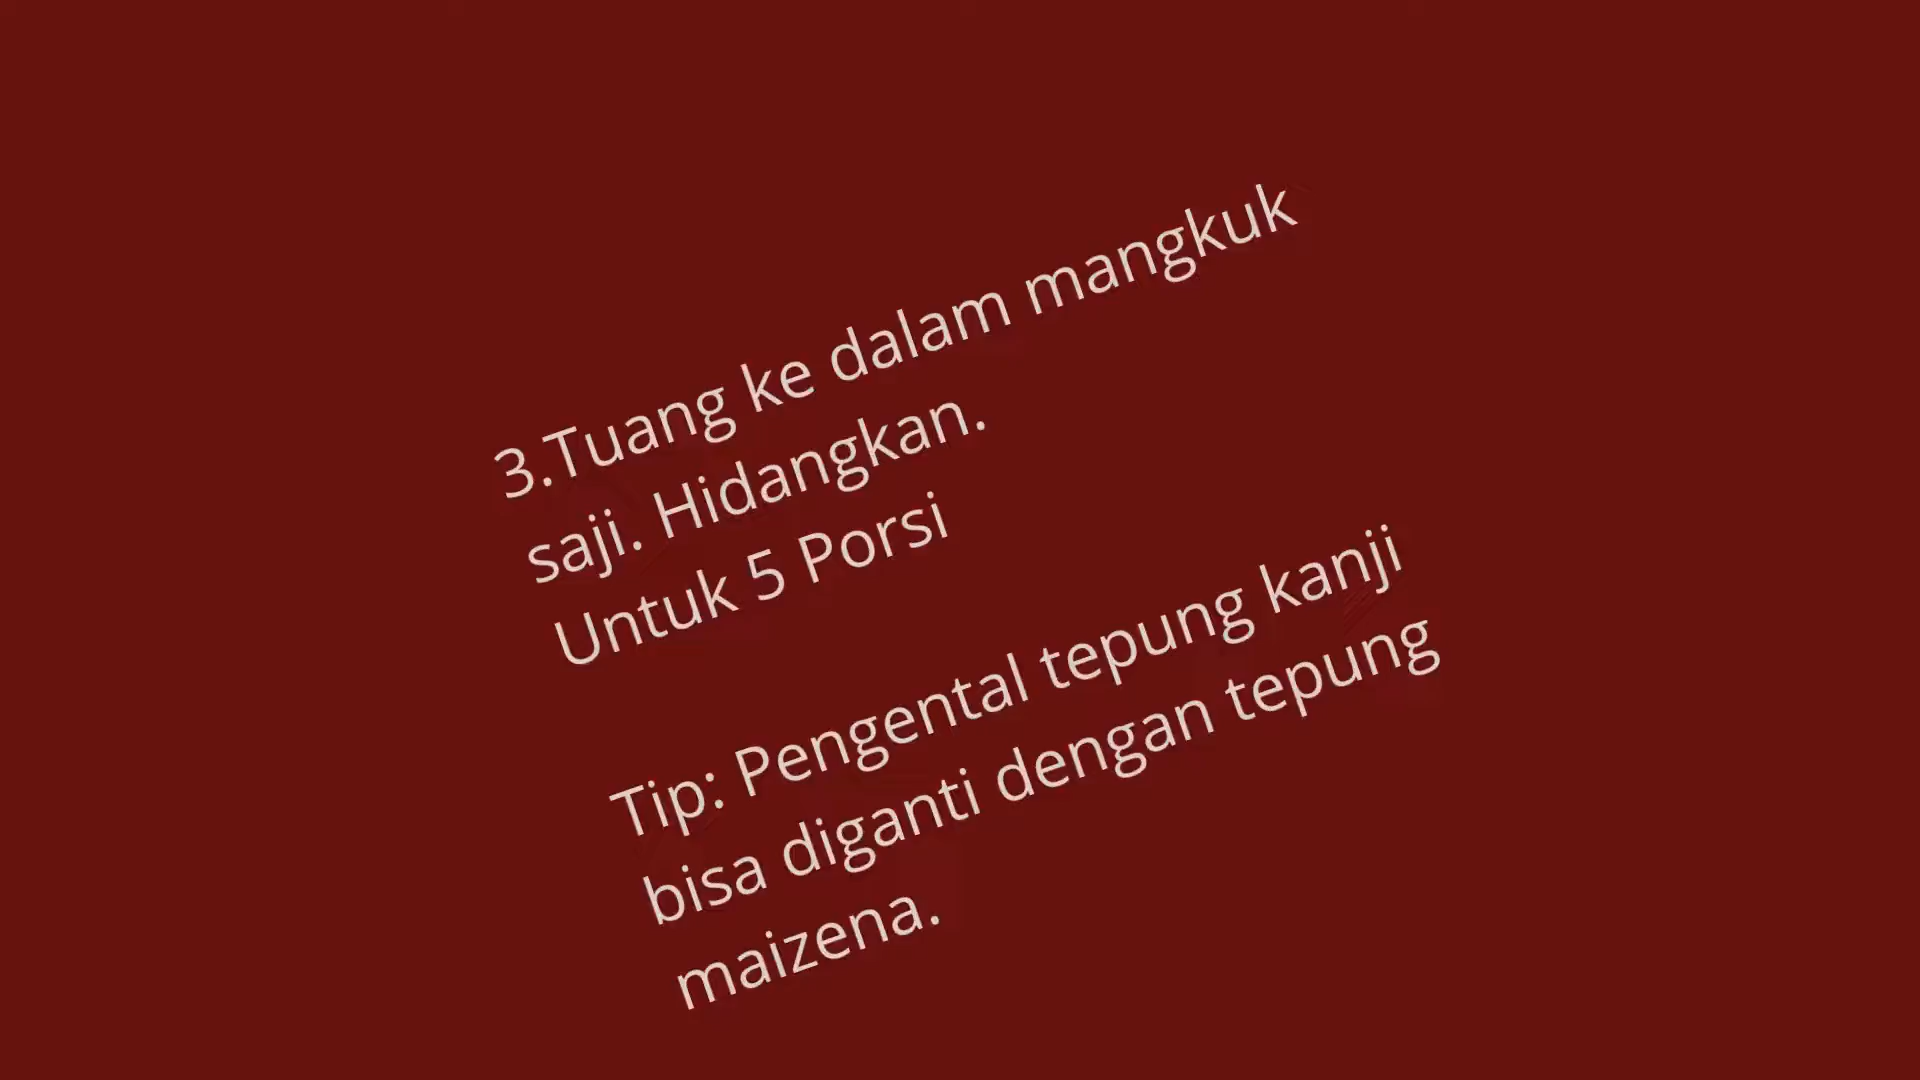 3.Tuang ke dalam mangkuk
saji. Hidangkan.
Untuk 5 Porsi
Tip: Pengental tepung kanji
bisa diganti dengan tepung
maizena.